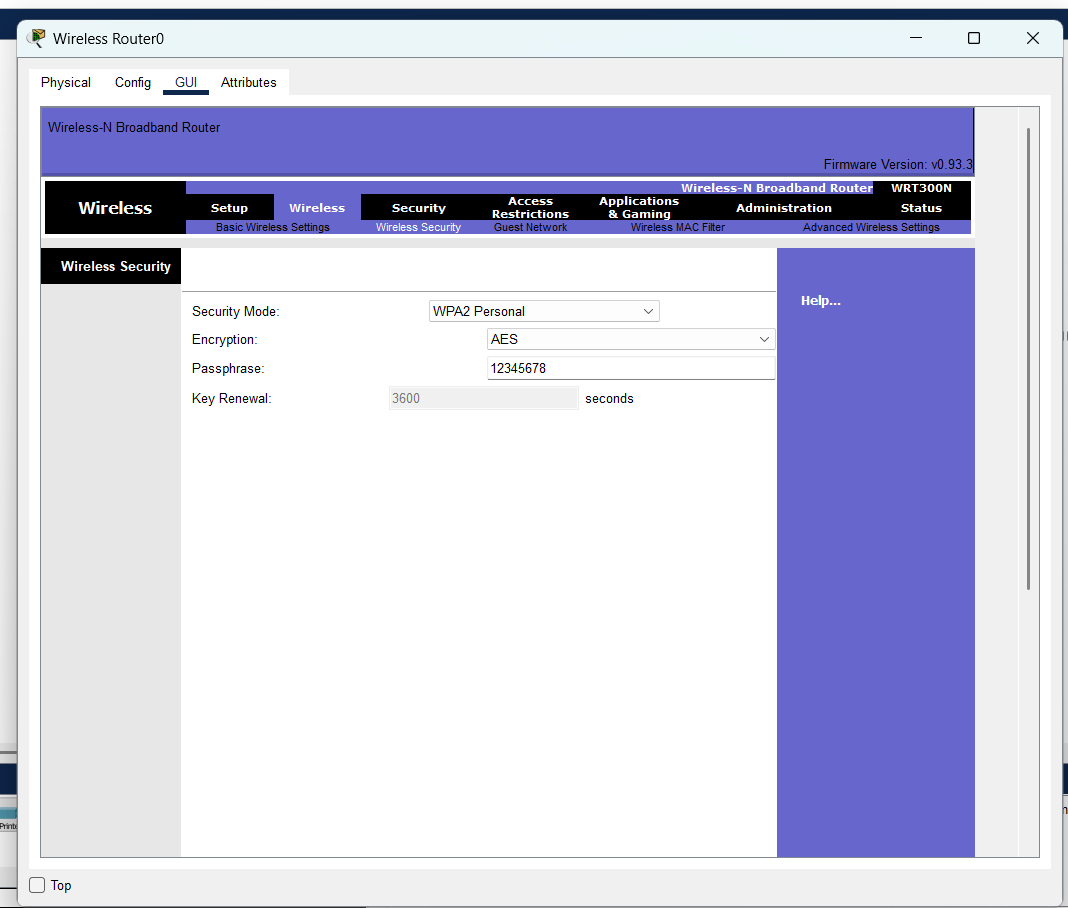 Wireless Router0
Physical Config GUI Attributes
Wireless-N Broadband Router
Firmware Version: v0.93.3
Wireless-N Broadband Router WRT300N
Wireless
Setup Wireless Security Access Restrictions Applications & Gaming Administration Status
Basic Wireless Settings Wireless Security Guest Network Wireless MAC Filter Advanced Wireless Settings
Wireless Security
Help...
Security Mode: WPA2 Personal
Encryption: AES
Passphrase: 12345678
Key Renewal: 3600 seconds
Top